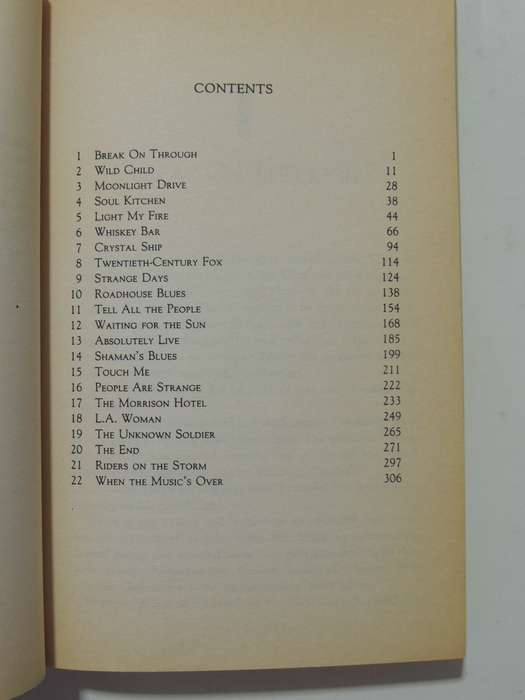 CONTENTS
1 Break On Through 1
2 Wild Child 11
3 Moonlight Drive 28
4 Soul Kitchen 38
5 Light My Fire 44
6 Whiskey Bar 66
7 Crystal Ship 94
8 Twentieth-Century Fox 114
9 Strange Days 124
10 Roadhouse Blues 138
11 Tell All the People 154
12 Waiting for the Sun 168
13 Absolutely Live 185
14 Shaman's Blues 199
15 Touch Me 211
16 People Are Strange 222
17 The Morrison Hotel 233
18 L.A. Woman 249
19 The Unknown Soldier 265
20 The End 271
21 Riders on the Storm 297
22 When the Music's Over 306